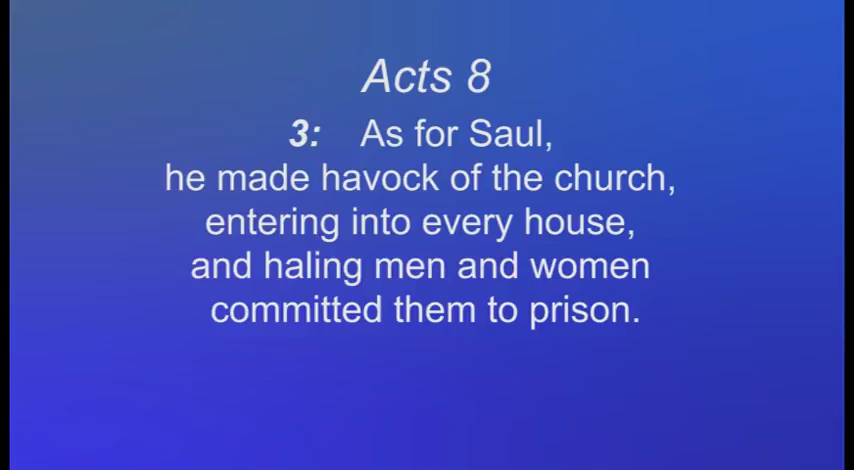 Acts 8
3: As for Saul,
he made havock of the church,
entering into every house,
and haling men and women
committed them to prison.